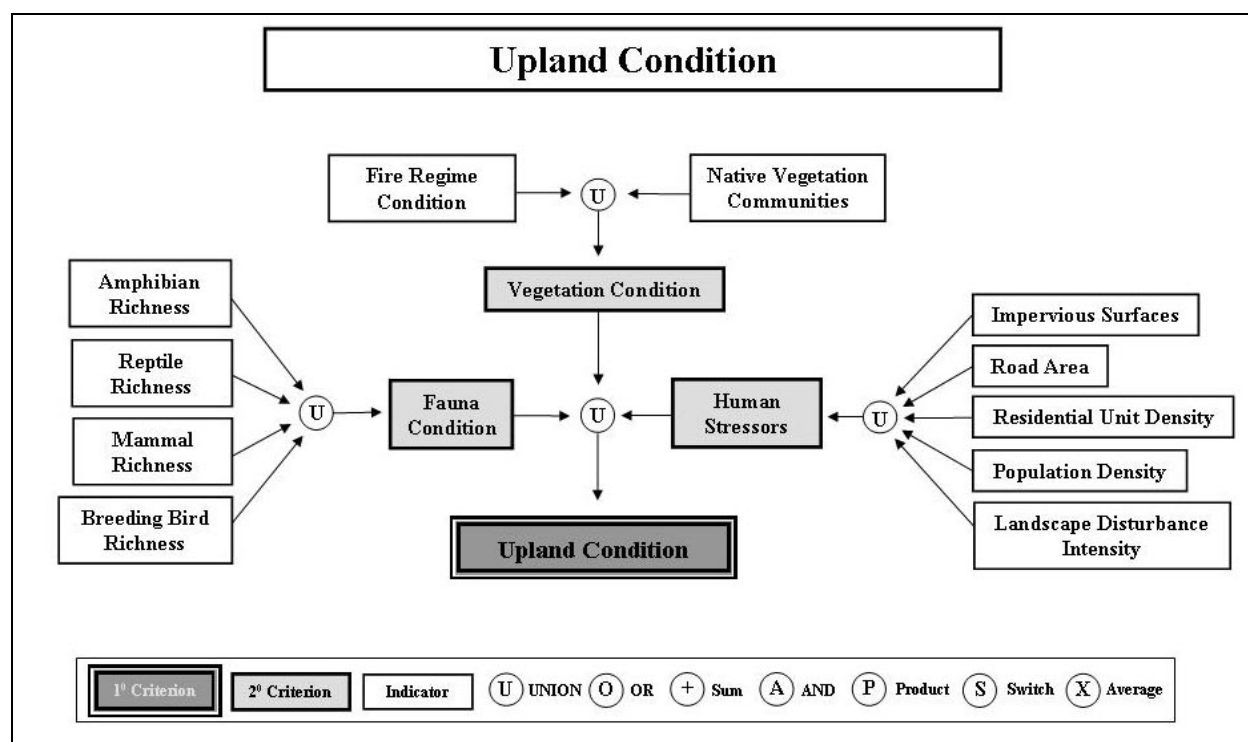 Upland Condition
Fire Regime
Condition
U
Native Vegetation
Communities
Vegetation Condition
Amphibian
Richness
Reptile
Richness
Mammal
Richness
Breeding Bird
Richness
U
Fauna
Condition
U
Human
Stressors
U
Impervious Surfaces
Road Area
Residential Unit Density
Population Density
Landscape Disturbance
Intensity
Upland Condition
1⁰ Criterion
2⁰ Criterion
Indicator
U UNION O OR + Sum A AND P Product S Switch X Average